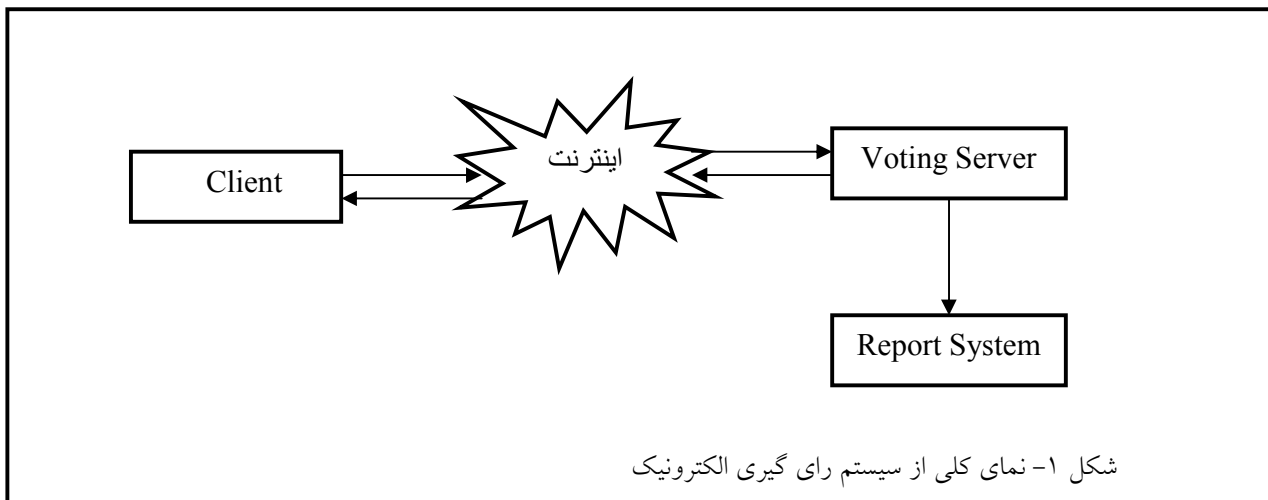 Client
اینترنت
Voting Server
Report System
شکل ۱- نمای کلی از سیستم رای گیری الکترونیک